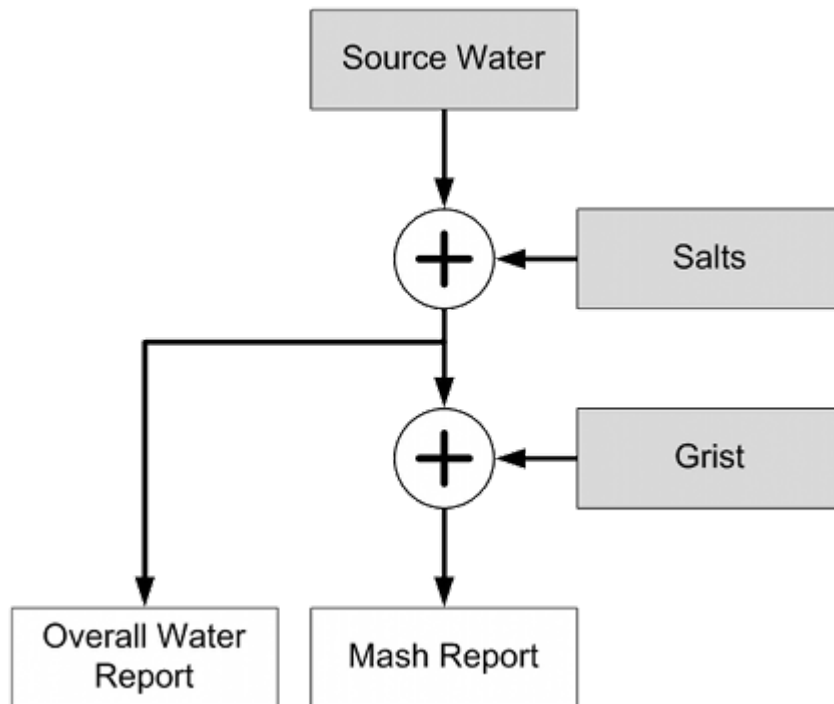 Source Water
Salts
Grist
Overall Water
Report
Mash Report